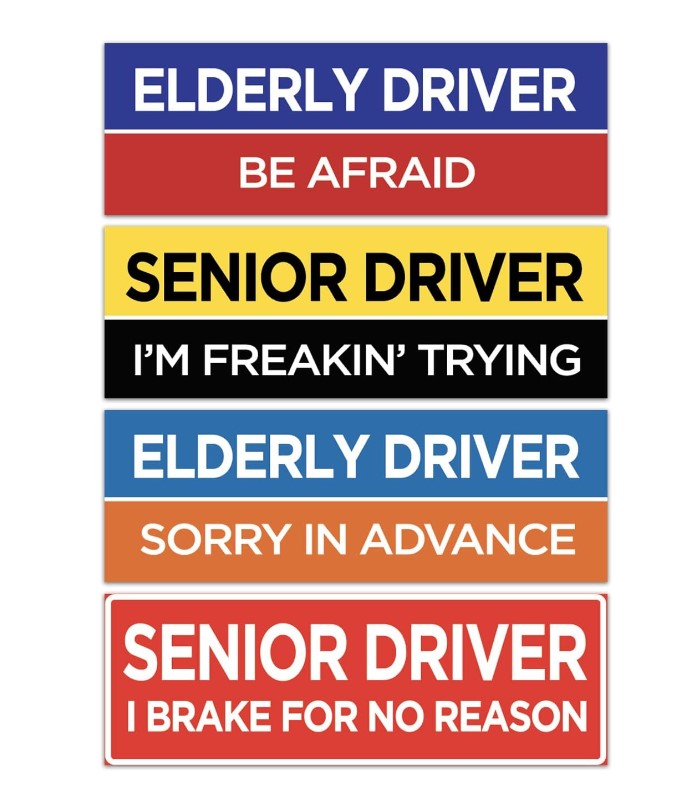 ELDERLY DRIVER
BE AFRAID
SENIOR DRIVER
I’M FREAKIN’ TRYING
ELDERLY DRIVER
SORRY IN ADVANCE
SENIOR DRIVER
I BRAKE FOR NO REASON